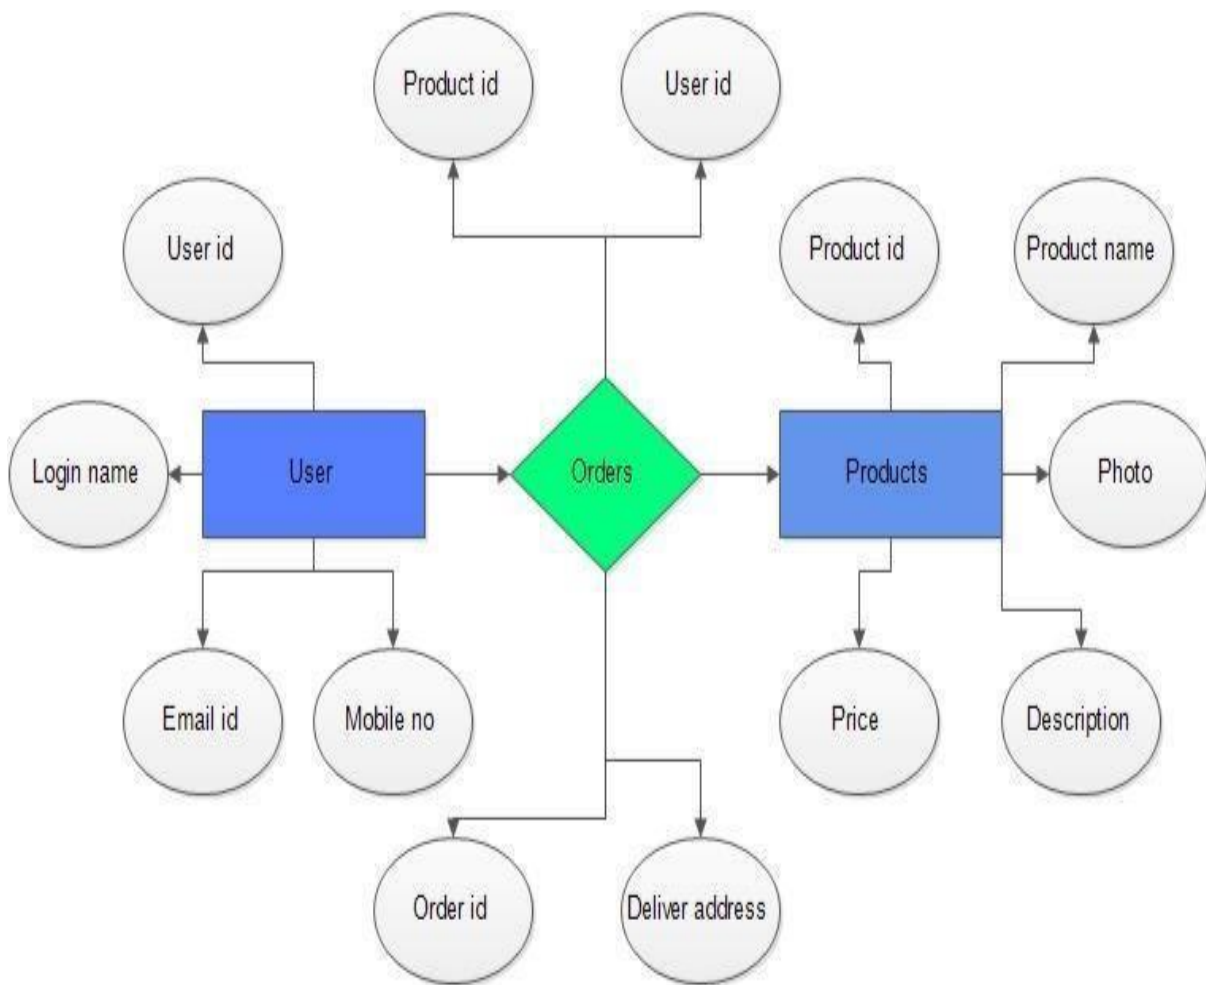 Product id
User id
User id
Product id
Product name
Login name
User
Orders
Products
Photo
Email id
Mobile no
Price
Description
Order id
Deliver address